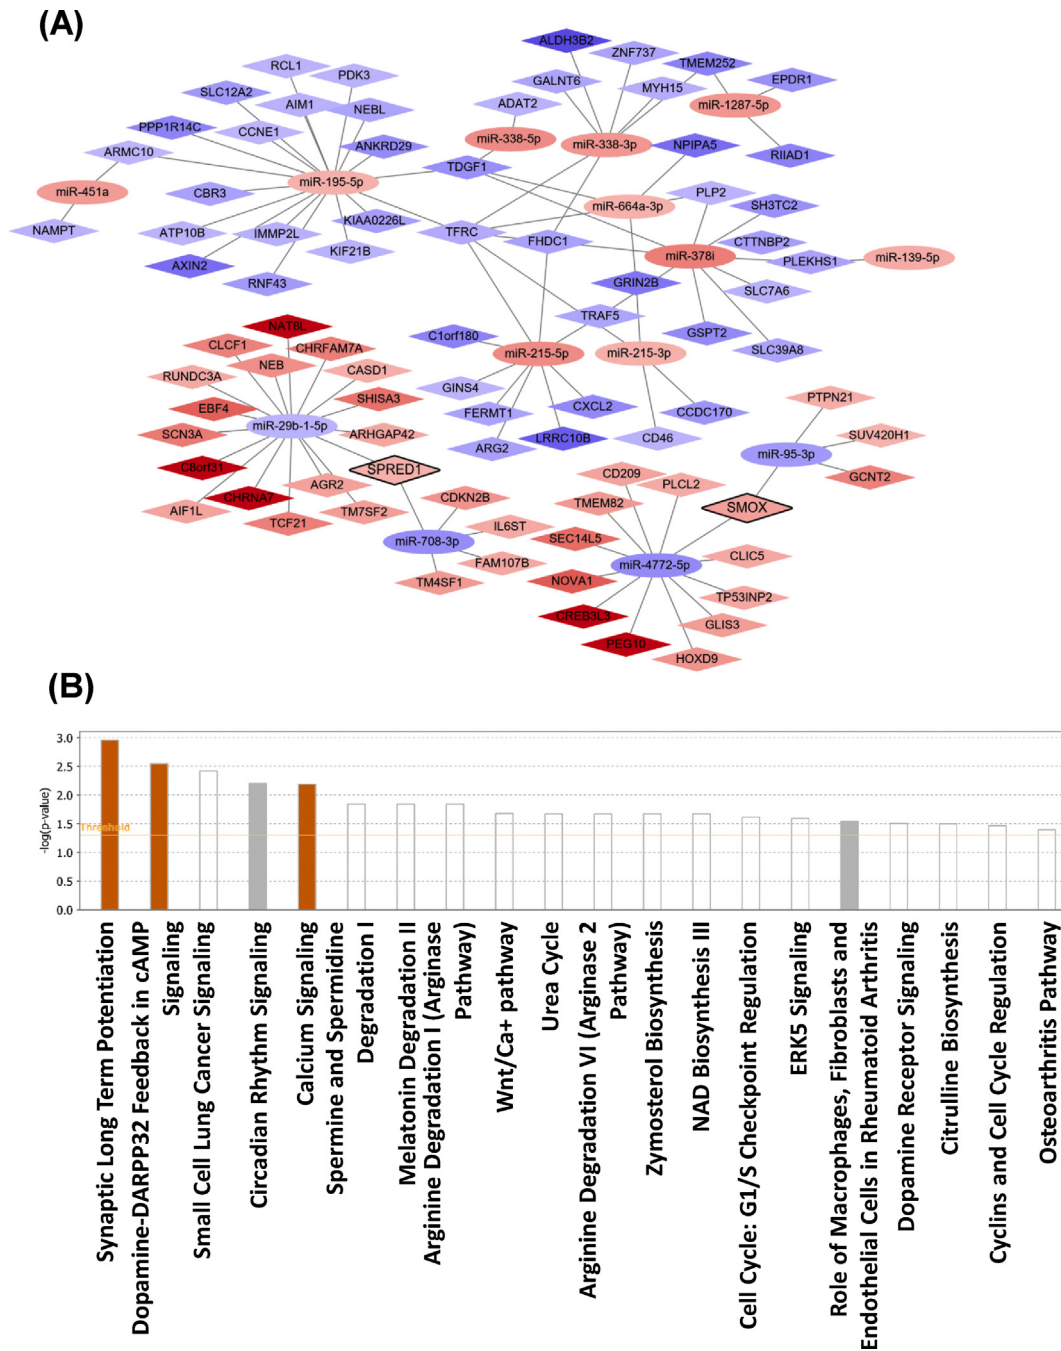 (A)
ALDH3B2
ZNF737
RCL1
TMEM252
PDK3
GALNT6
EPDR1
SLC12A2
MYH15
AIM1
NEBL
ADAT2
miR-1287-5p
PPP1R14C
CCNE1
miR-338-5p
miR-338-3p
NPIPA5
ANKRD29
ARMC10
RIIAD1
TDGF1
miR-195-5p
miR-451a
CBR3
PLP2
miR-664a-3p
SH3TC2
KIAA0226L
NAMPT
ATP10B
IMMP2L
TFRC
FHDC1
CTTNBP2
KIF21B
miR-378i
PLEKHS1
miR-139-5p
AXIN2
RNF43
GRIN2B
SLC7A6
TRAF5
NAT8L
C1orf180
GSPT2
CLCF1
CHRFAM7A
SLC39A8
miR-215-5p
miR-215-3p
NEB
CASD1
RUNDC3A
GINS4
SHISA3
PTPN21
EBF4
CXCL2
FERMT1
CCDC170
miR-29b-1-5p
SCN3A
ARHGAP42
SUV420H1
LRRC10B
CD46
ARG2
miR-95-3p
C8orf31
SPRED1
CD209
GCNT2
AGR2
PLCL2
CHRNA7
CDKN2B
TMEM82
SMOX
AIF1L
TM7SF2
TCF21
IL6ST
SEC14L5
miR-708-3p
CLIC5
FAM107B
miR-4772-5p
TM4SF1
NOVA1
TP53INP2
CREB3L3
GLIS3
PEG10
HOXD9
(B)
3.0
2.5
2.0
1.5
1.0
0.5
0.0
-log(p-value)
Threshold
Synaptic Long Term Potentiation
Dopamine-DARPP32 Feedback in cAMP
Signaling
Small Cell Lung Cancer Signaling
Circadian Rhythm Signaling
Calcium Signaling
Spermine and Spermidine
Degradation I
Melatonin Degradation II
Arginine Degradation I (Arginase
Pathway)
Wnt/Ca+ pathway
Urea Cycle
Arginine Degradation VI (Arginase 2
Pathway)
Zymosterol Biosynthesis
NAD Biosynthesis III
Cell Cycle: G1/S Checkpoint Regulation
ERK5 Signaling
Role of Macrophages, Fibroblasts and
Endothelial Cells in Rheumatoid Arthritis
Dopamine Receptor Signaling
Citrulline Biosynthesis
Cyclins and Cell Cycle Regulation
Osteoarthritis Pathway